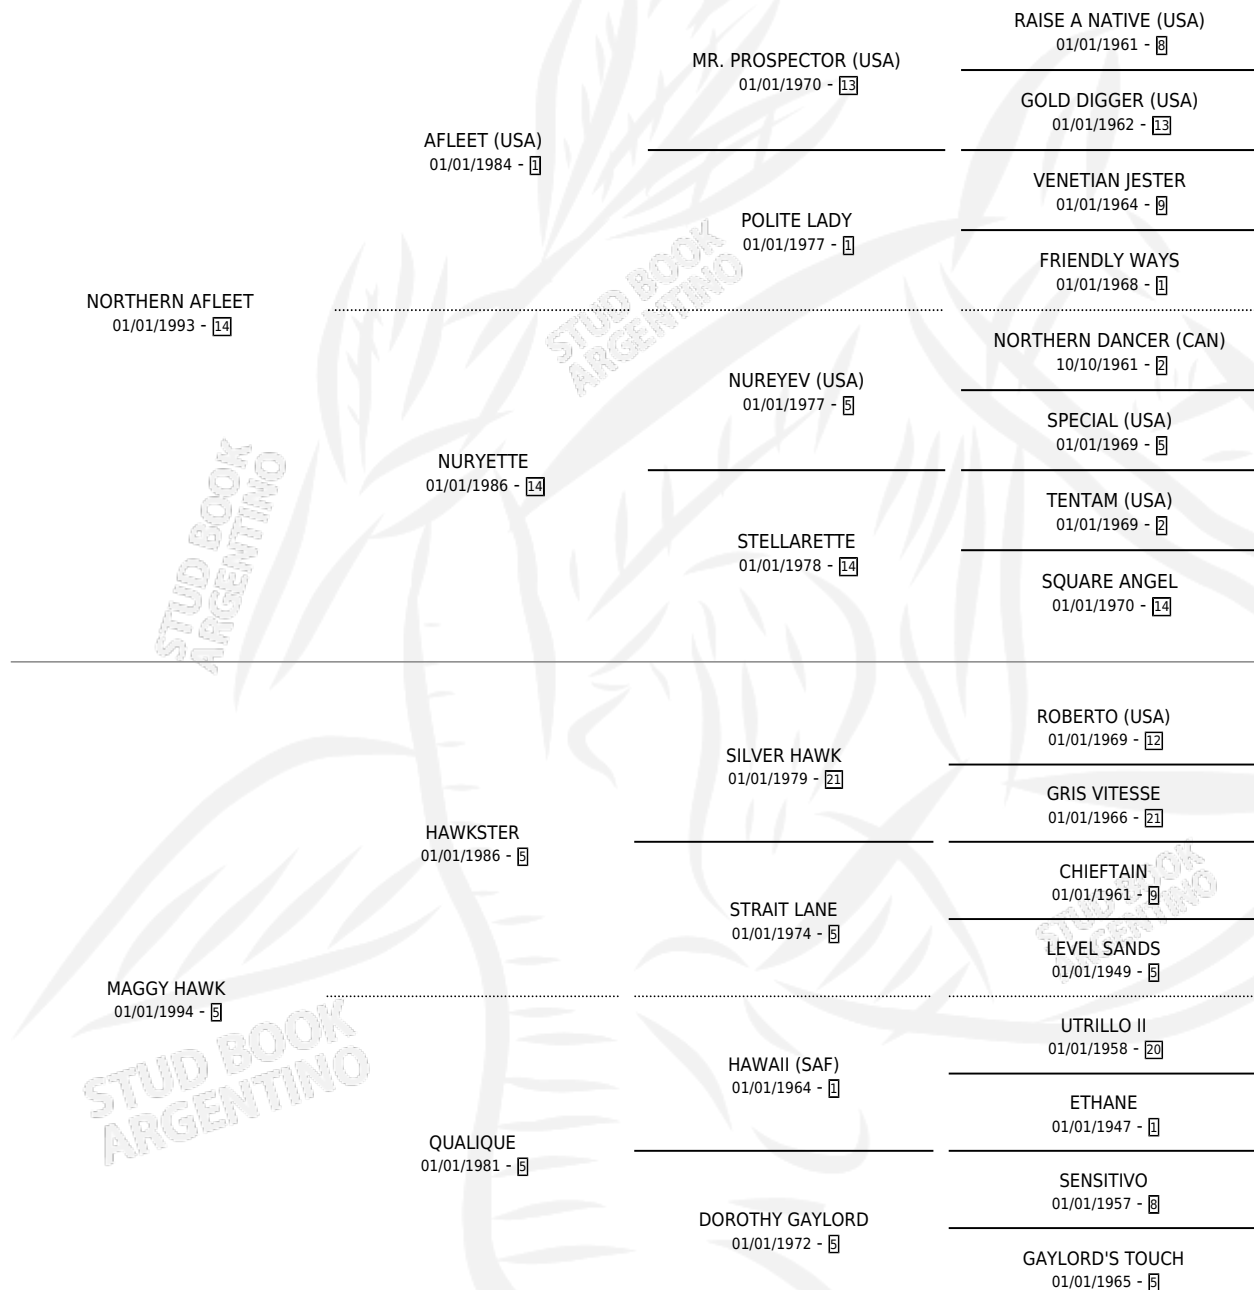 RAISE A NATIVE (USA)
01/01/1961 - 8
MR. PROSPECTOR (USA)
01/01/1970 - 13
GOLD DIGGER (USA)
01/01/1962 - 13
AFLEET (USA)
01/01/1984 - 1
VENETIAN JESTER
01/01/1964 - 9
POLITE LADY
01/01/1977 - 1
FRIENDLY WAYS
01/01/1968 - 1
NORTHERN AFLEET
01/01/1993 - 14
NORTHERN DANCER (CAN)
10/10/1961 - 2
NUREYEV (USA)
01/01/1977 - 5
SPECIAL (USA)
01/01/1969 - 5
NURYETTE
01/01/1986 - 14
TENTAM (USA)
01/01/1969 - 2
STELLARETTE
01/01/1978 - 14
SQUARE ANGEL
01/01/1970 - 14
STUD BOOK
ARGENTINO
STUD BOOK
ARGENTINO
ROBERTO (USA)
01/01/1969 - 12
SILVER HAWK
01/01/1979 - 21
GRIS VITESSE
01/01/1966 - 21
HAWKSTER
01/01/1986 - 5
CHIEFTAIN
01/01/1961 - 9
STRAIT LANE
01/01/1974 - 5
LEVEL SANDS
01/01/1949 - 5
MAGGY HAWK
01/01/1994 - 5
UTRILLO II
01/01/1958 - 20
HAWAII (SAF)
01/01/1964 - 1
ETHANE
01/01/1947 - 1
QUALIQUE
01/01/1981 - 5
SENSITIVO
01/01/1957 - 8
DOROTHY GAYLORD
01/01/1972 - 5
GAYLORD'S TOUCH
01/01/1965 - 5
STUD BOOK
ARGENTINO
STUD BOOK
ARGENTINO